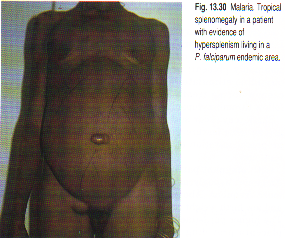 Fig. 13.30 Malaria. Tropical
splenomegaly in a patient
with evidence of
hypersplenism living in a
P. falciparum endemic area.